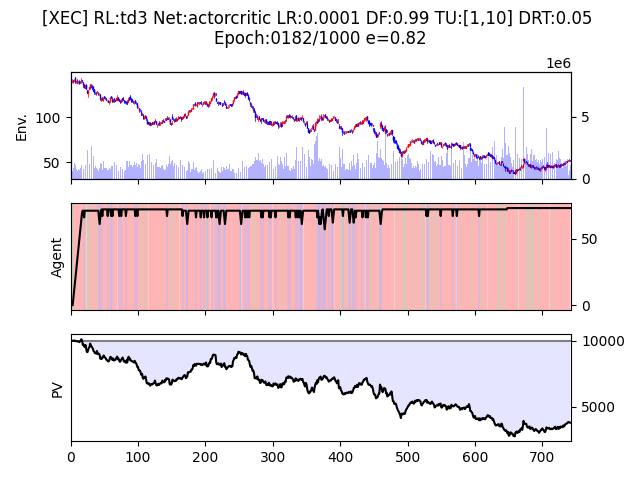 [XEC] RL:td3 Net:actorcritic LR:0.0001 DF:0.99 TU:[1,10] DRT:0.05
Epoch:0182/1000 e=0.82
1e6
Env.
100
50
5
0
Agent
50
0
PV
10000
5000
0 100 200 300 400 500 600 700